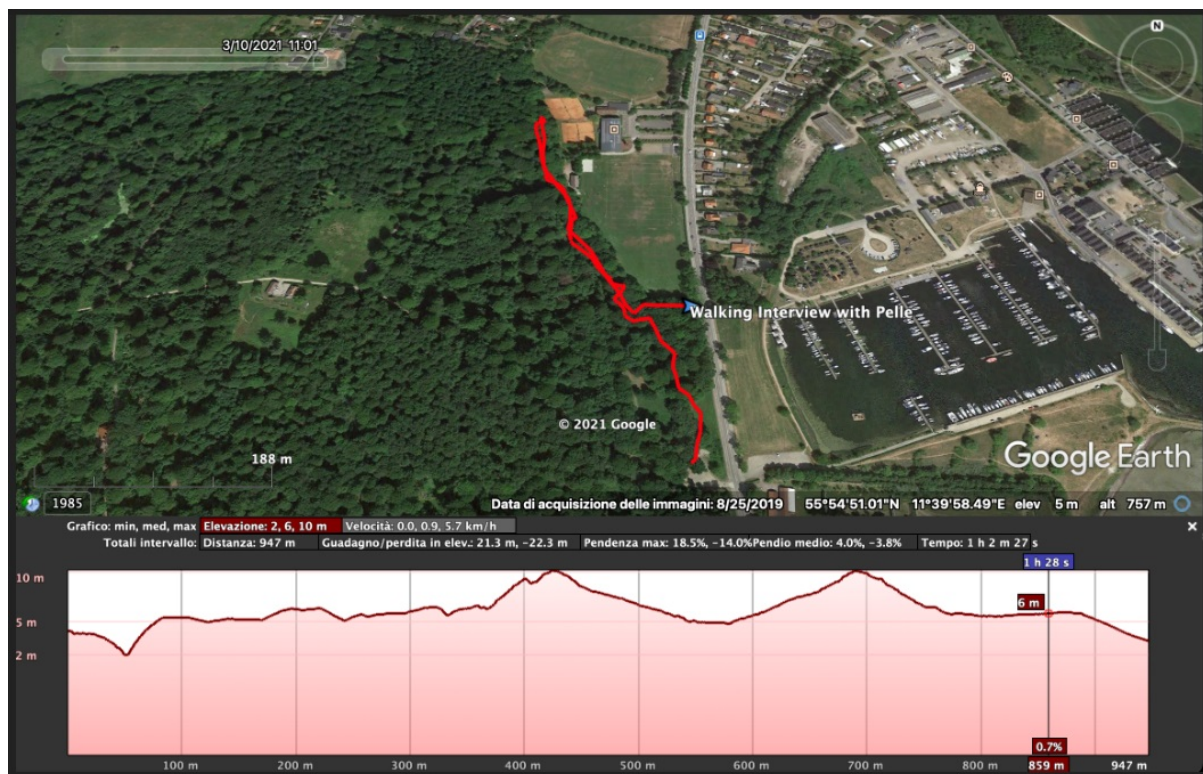 3/10/2021 11:01
N
Walking Interview with Pelle
© 2021 Google
188 m
Google Earth
1985
Data di acquisizione delle immagini: 8/25/2019 55°54'51.01"N 11°39'58.49"E elev 5 m alt 757 m
Grafico: min, med, max Elevazione: 2, 6, 10 m Velocità: 0.0, 0.9, 5.7 km/h
Totali intervallo: Distanza: 947 m Guadagno/perdita in elev.: 21.3 m, -22.3 m Pendenza max: 18.5%, -14.0% Pendio medio: 4.0%, -3.8% Tempo: 1 h 2 m 27 s
1 h 28 s
10 m
6 m
5 m
2 m
0.7%
100 m 200 m 300 m 400 m 500 m 600 m 700 m 800 m 859 m 947 m